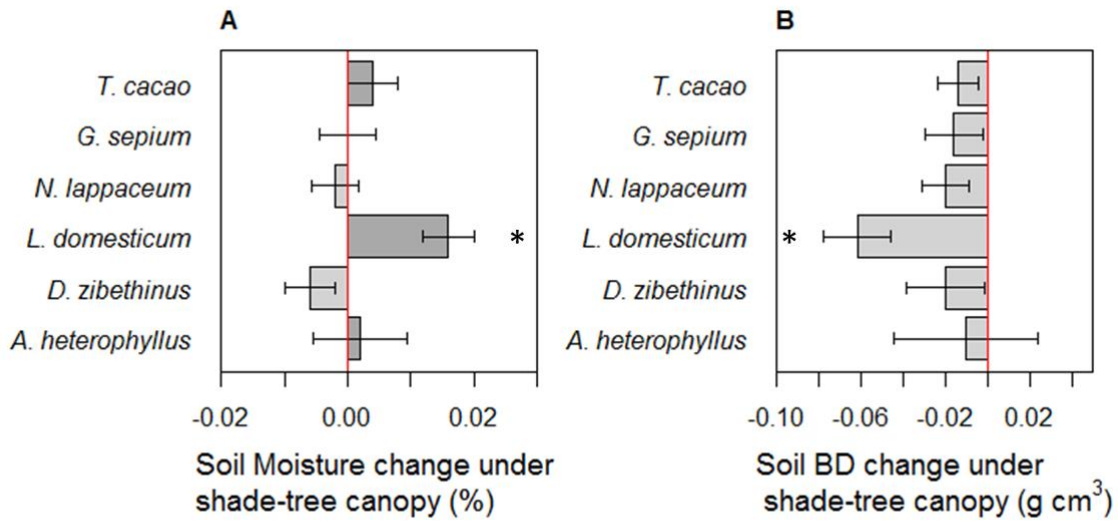 A
T. cacao
G. sepium
N. lappaceum
L. domesticum
*
D. zibethinus
A. heterophyllus
-0.02 0.00 0.02
Soil Moisture change under
shade-tree canopy (%)
B
T. cacao
G. sepium
N. lappaceum
L. domesticum
*
D. zibethinus
A. heterophyllus
-0.10 -0.06 -0.02 0.02
Soil BD change under
shade-tree canopy (g cm³)